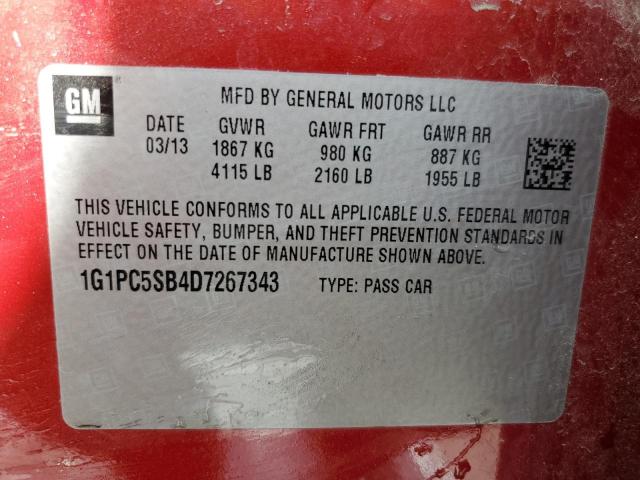 GM
MFD BY GENERAL MOTORS LLC
DATE GVWR GAWR FRT GAWR RR
03/13 1867 KG 980 KG 887 KG
4115 LB 2160 LB 1955 LB
THIS VEHICLE CONFORMS TO ALL APPLICABLE U.S. FEDERAL MOTOR
VEHICLE SAFETY, BUMPER, AND THEFT PREVENTION STANDARDS IN
EFFECT ON THE DATE OF MANUFACTURE SHOWN ABOVE.
1G1PC5SB4D7267343 TYPE: PASS CAR